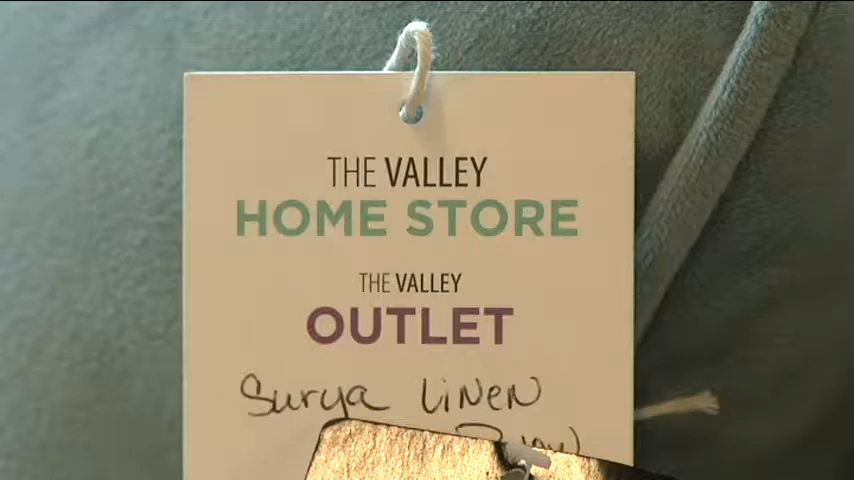 THE VALLEY
HOME STORE
THE VALLEY
OUTLET
Surya LINEN